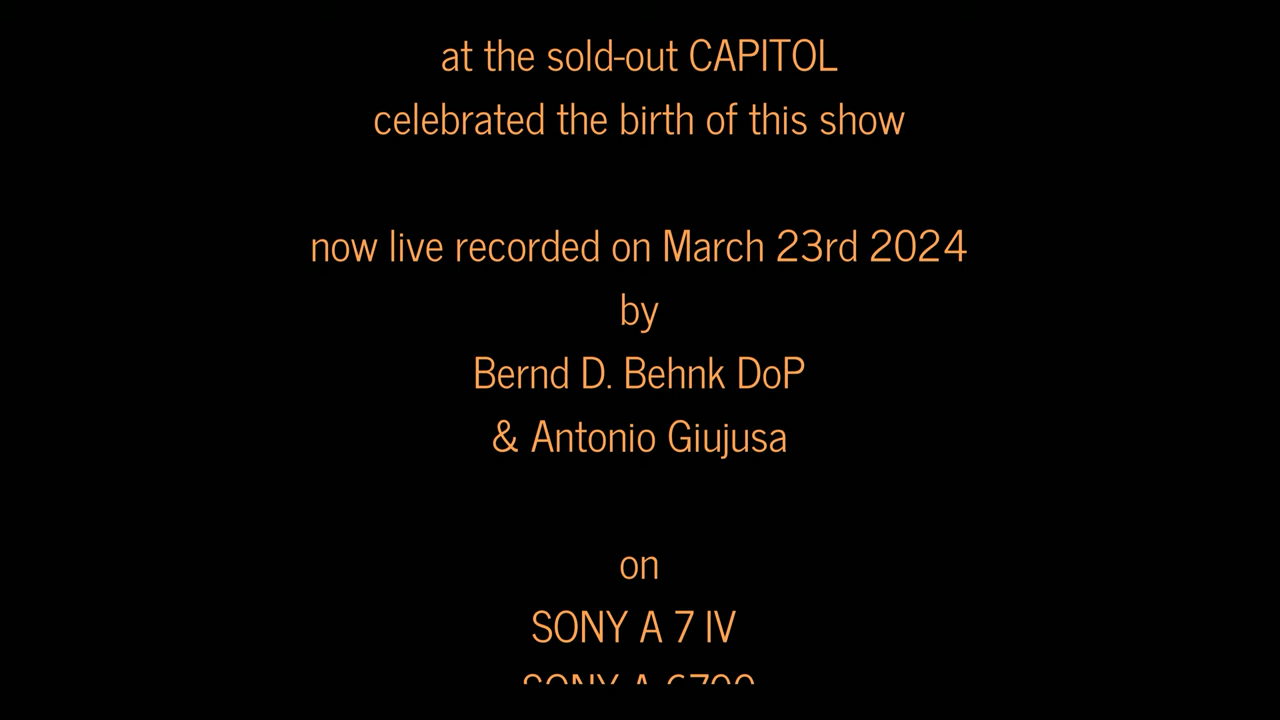 at the sold-out CAPITOL
celebrated the birth of this show
now live recorded on March 23rd 2024
by
Bernd D. Behnk DoP
& Antonio Giujusa
on
SONY A 7 IV
SONY A